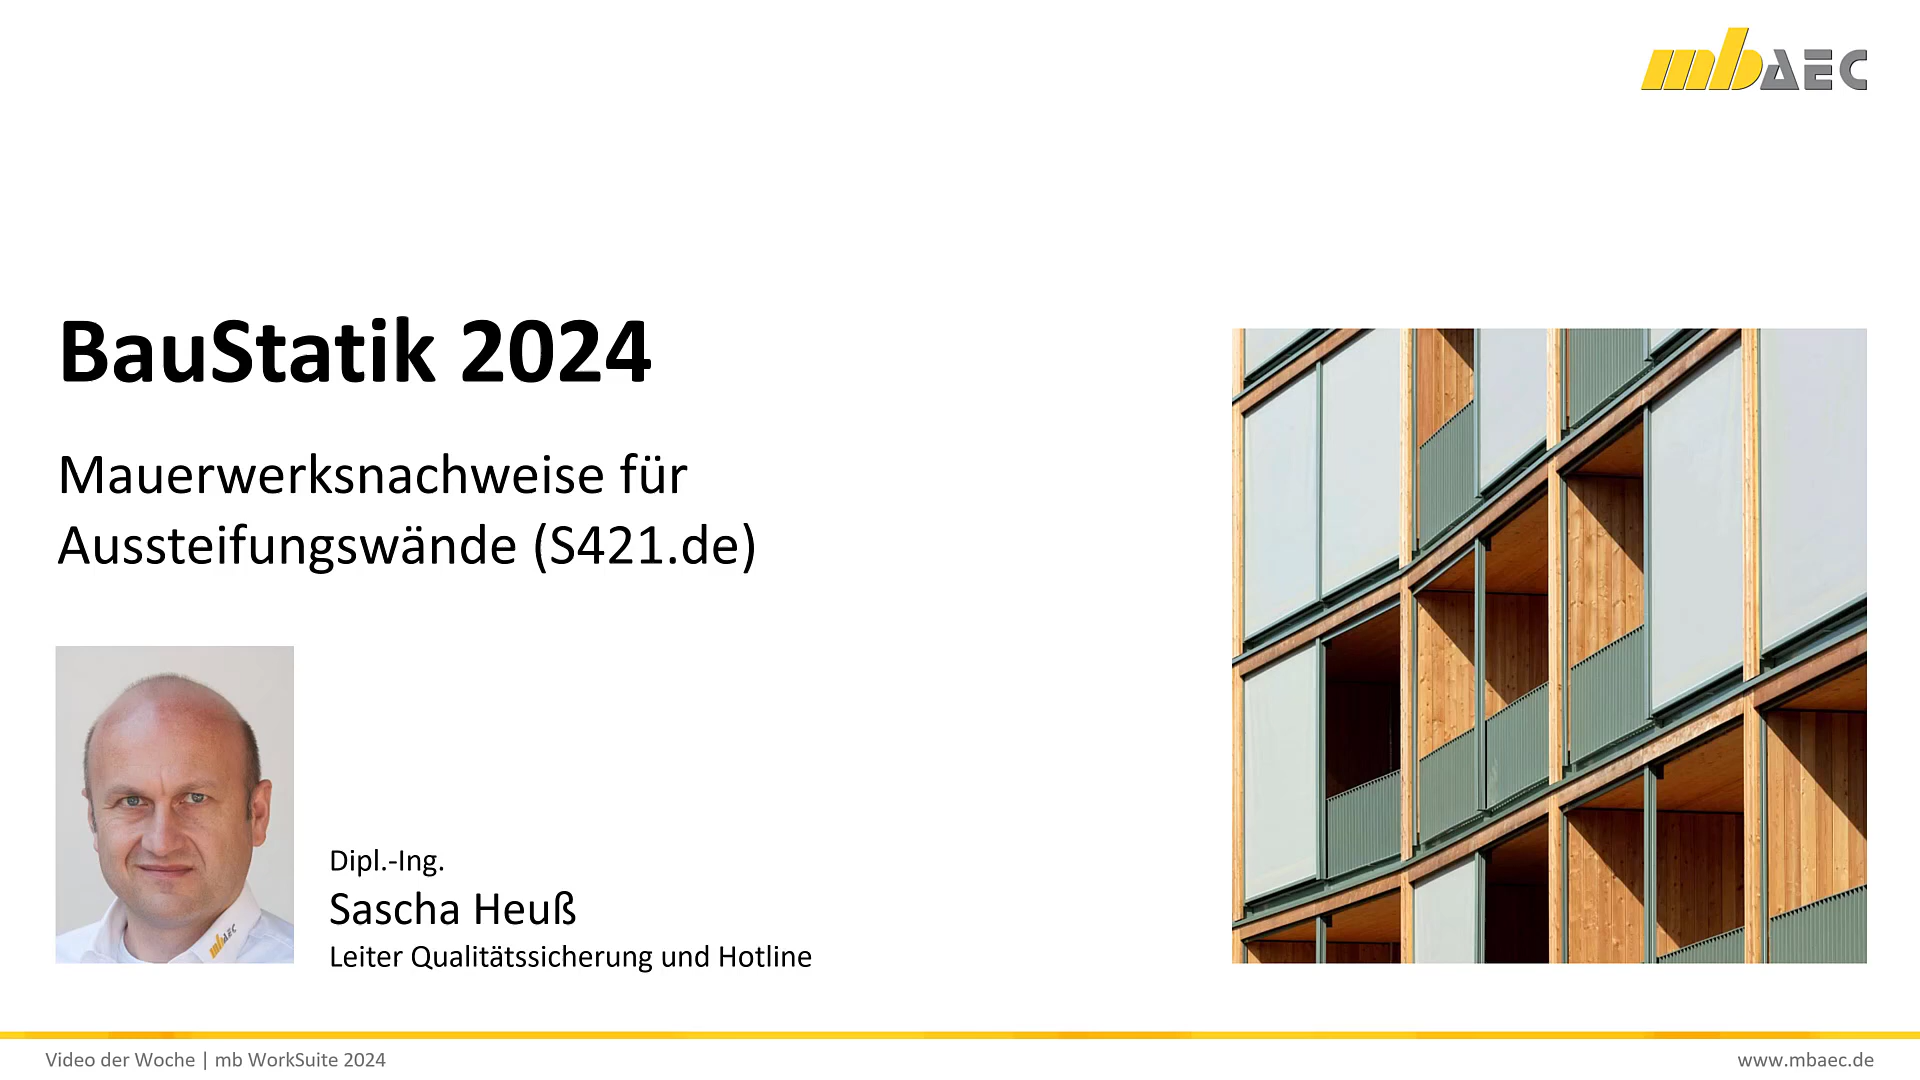 mbAEC
BauStatik 2024
Mauerwerksnachweise für
Aussteifungswände (S421.de)
mbAEC
Dipl.-Ing.
Sascha Heuß
Leiter Qualitätssicherung und Hotline
Video der Woche | mb WorkSuite 2024
www.mbaec.de